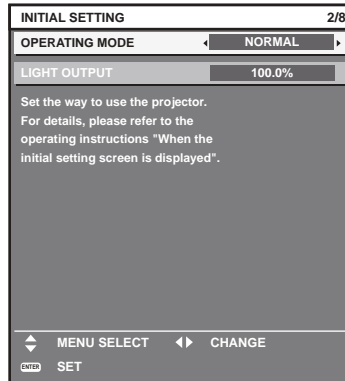 INITIAL SETTING 2/8
OPERATING MODE NORMAL
LIGHT OUTPUT 100.0%
Set the way to use the projector.
For details, please refer to the
operating instructions "When the
initial setting screen is displayed".
MENU SELECT CHANGE
ENTER SET